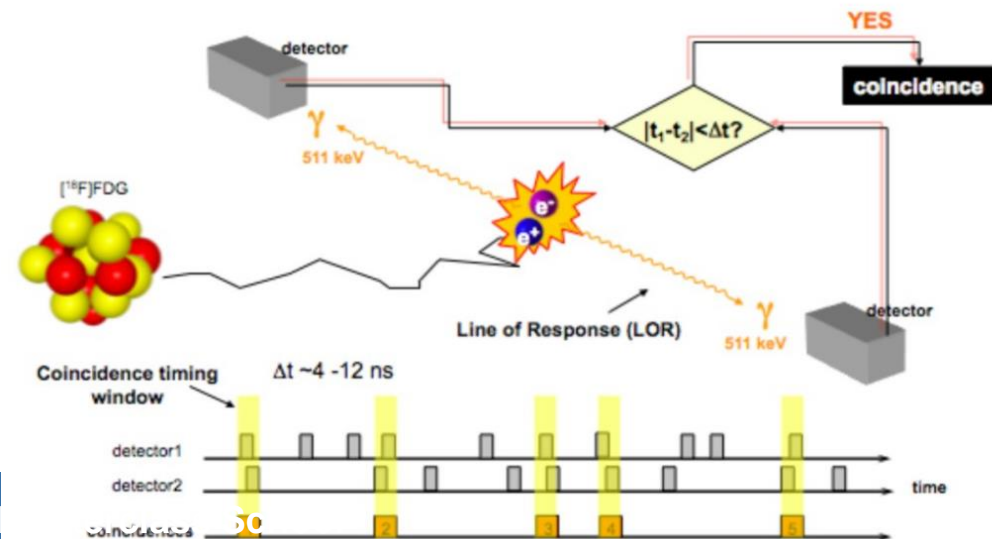 YES
detector
coincidence
|t₁-t₂|<Δt?
γ
511 keV
[¹⁸F]FDG
e-
e+
Line of Response (LOR)
γ
511 keV
detector
Coincidence timing
window
Δt ~4 -12 ns
detector1
detector2
time
2 3 4 5